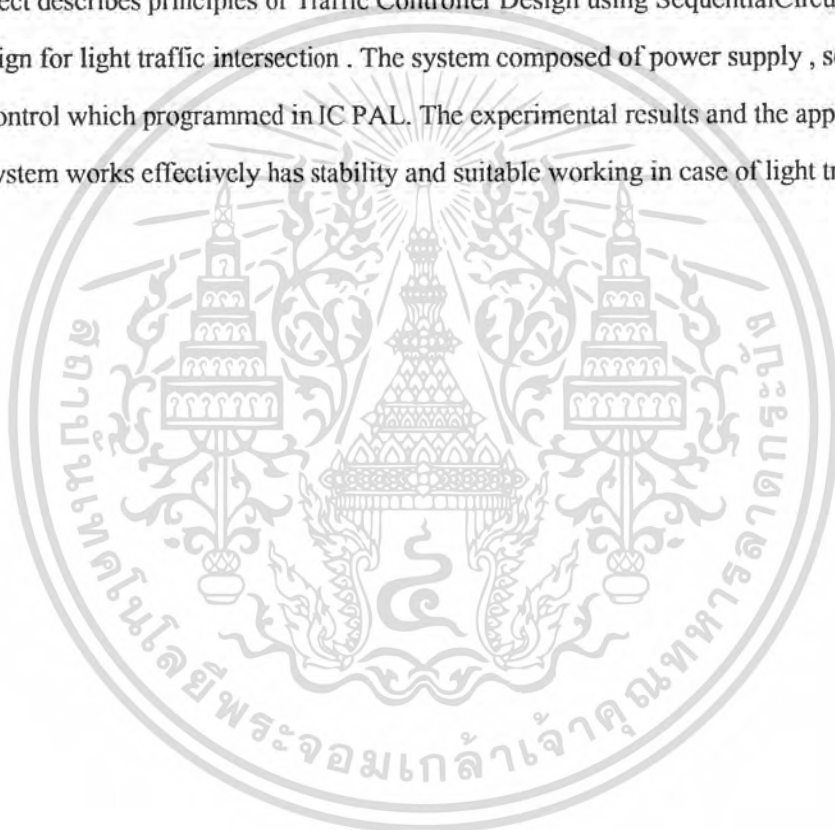 ect describes principles of Traffic Controller Design using SequentialCircu
ign for light traffic intersection . The system composed of power supply , se
ontrol which programmed in IC PAL. The experimental results and the app
ystem works effectively has stability and suitable working in case of light tr
สถาบันเทคโนโลยีพระจอมเกล้าเจ้าคุณทหารลาดกระบัง